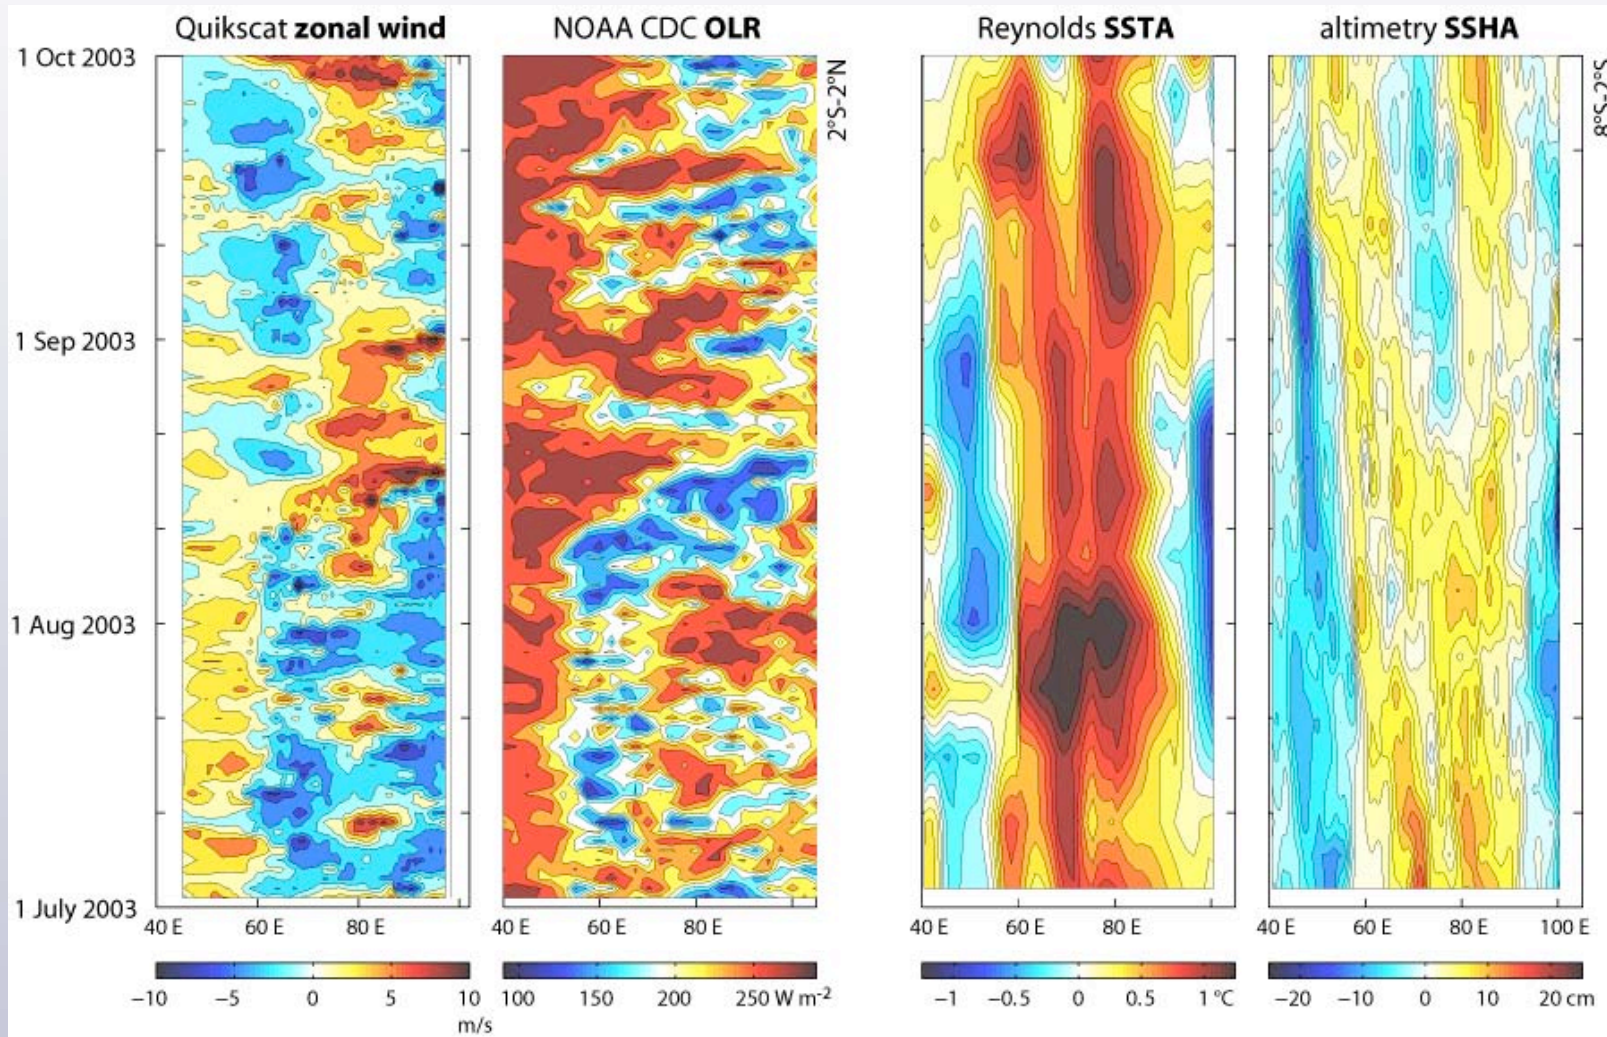 Quikscat zonal wind
NOAA CDC OLR
Reynolds SSTA
altimetry SSHA
1 Oct 2003
1 Sep 2003
1 Aug 2003
1 July 2003
2°S-2°N
8°S-2°S
40 E 60 E 80 E
40 E 60 E 80 E
40 E 60 E 80 E
40 E 60 E 80 E 100 E
−10 −5 0 5 10
m/s
100 150 200 250 W m-2
−1 −0.5 0 0.5 1 °C
−20 −10 0 10 20 cm